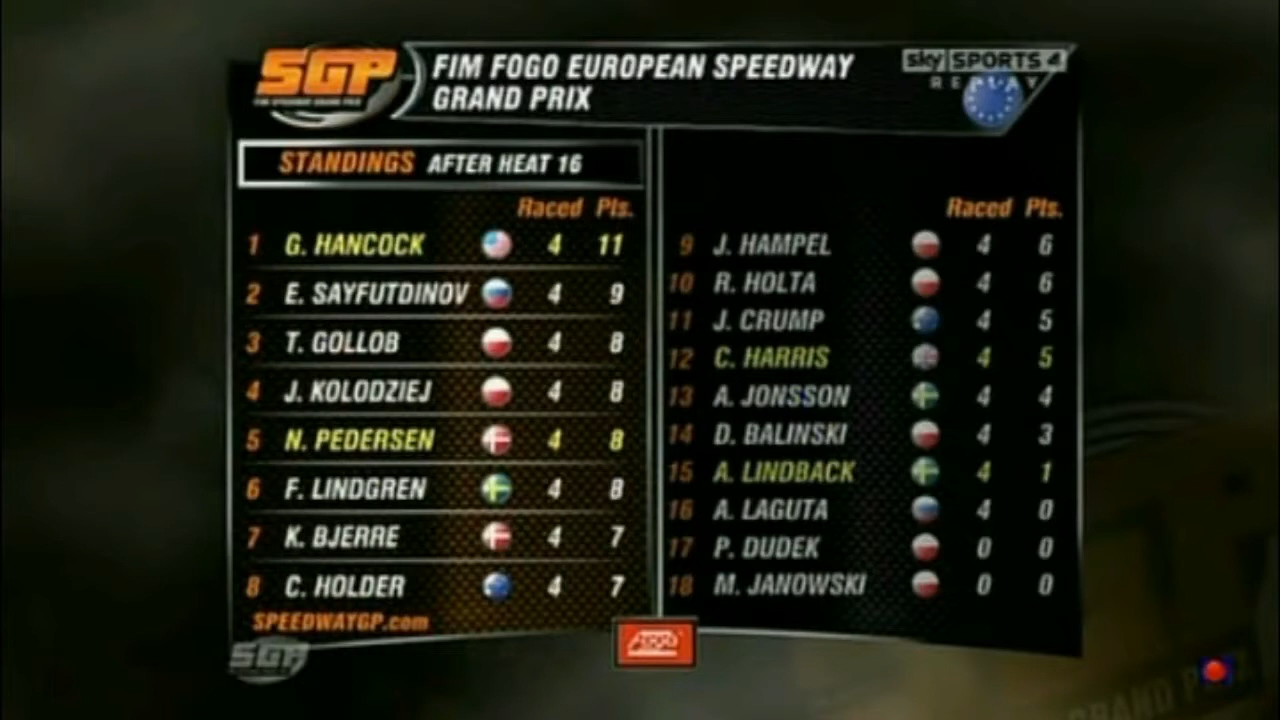 SGP
FIM FOGO EUROPEAN SPEEDWAY
GRAND PRIX
sky SPORTS 4
REPLAY
STANDINGS AFTER HEAT 16
Raced Pts.
1 G. HANCOCK 4 11
2 E. SAYFUTDINOV 4 9
3 T. GOLLOB 4 8
4 J. KOLODZIEJ 4 8
5 N. PEDERSEN 4 8
6 F. LINDGREN 4 8
7 K. BJERRE 4 7
8 C. HOLDER 4 7
SPEEDWAYGP.com
Raced Pts.
9 J. HAMPEL 4 6
10 R. HOLTA 4 6
11 J. CRUMP 4 5
12 C. HARRIS 4 5
13 A. JONSSON 4 4
14 D. BALINSKI 4 3
15 A. LINDBACK 4 1
16 A. LAGUTA 4 0
17 P. DUDEK 0 0
18 M. JANOWSKI 0 0
FOGO
SGP
GRAND PRIX